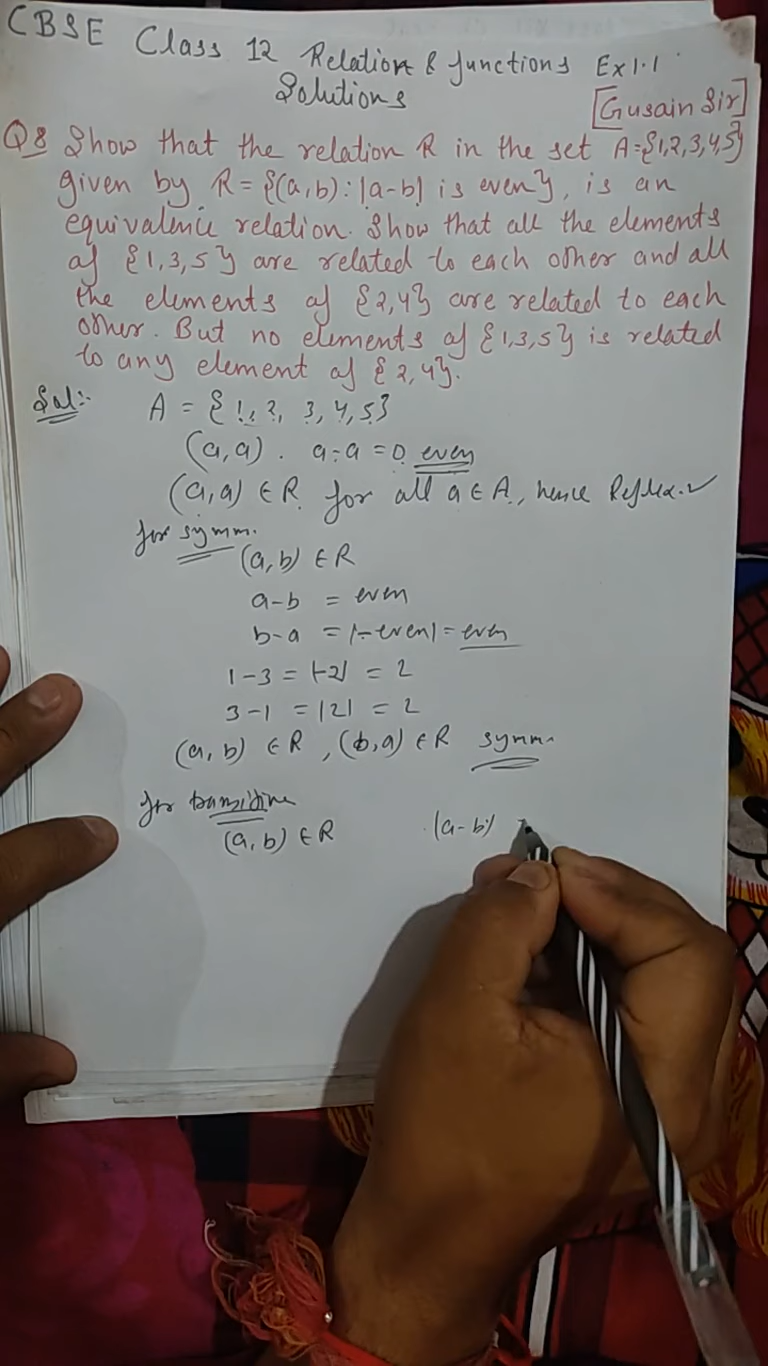 CBSE Class 12 Relation & functions Ex 1.1
Solutions
[Gusain Sir]
Q8 Show that the relation R in the set A={1,2,3,4,5}
given by R = {(a,b) : |a-b| is even}, is an
equivalence relation. Show that all the elements
of {1,3,5} are related to each other and all
the elements of {2,4} are related to each
other. But no elements of {1,3,5} is related
to any element of {2,4}.
Sol:-
A = {1, 2, 3, 4, 5}
(a,a) . a-a = 0 even
(a,a) ∈ R for all a ∈ A, hence Reflex.
for symm.
(a,b) ∈ R
a-b = even
b-a = |-even| = even
1-3 = |-2| = 2
3-1 = |2| = 2
(a,b) ∈ R , (b,a) ∈ R symm.
for transitive
(a,b) ∈ R |a-b|